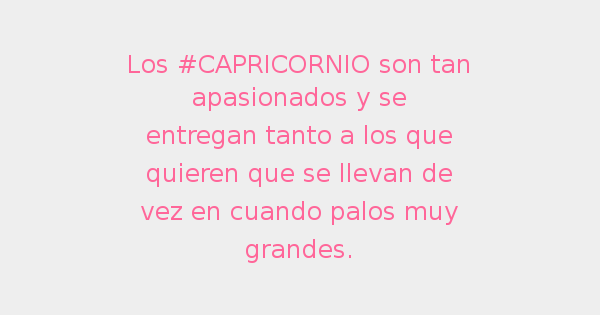 Los #CAPRICORNIO son tan
apasionados y se
entregan tanto a los que
quieren que se llevan de
vez en cuando palos muy
grandes.